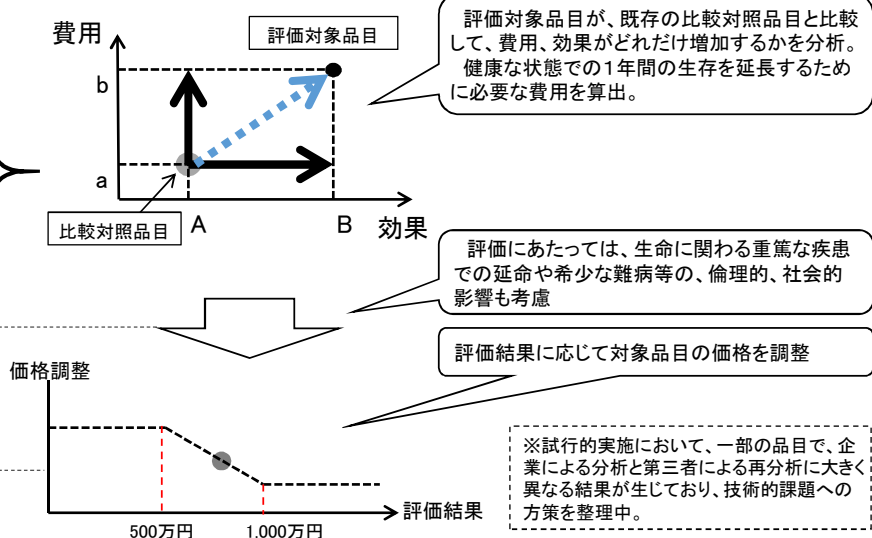 費用
評価対象品目
b
a
比較対照品目
A
B
効果
評価対象品目が、既存の比較対照品目と比較
して、費用、効果がどれだけ増加するかを分析。
健康な状態での1年間の生存を延長するため
に必要な費用を算出。
評価にあたっては、生命に関わる重篤な疾患
での延命や希少な難病等の、倫理的、社会的
影響も考慮
評価結果に応じて対象品目の価格を調整
価格調整
評価結果
500万円
1,000万円
※試行的実施において、一部の品目で、企
業による分析と第三者による再分析に大きく
異なる結果が生じており、技術的課題への
方策を整理中。